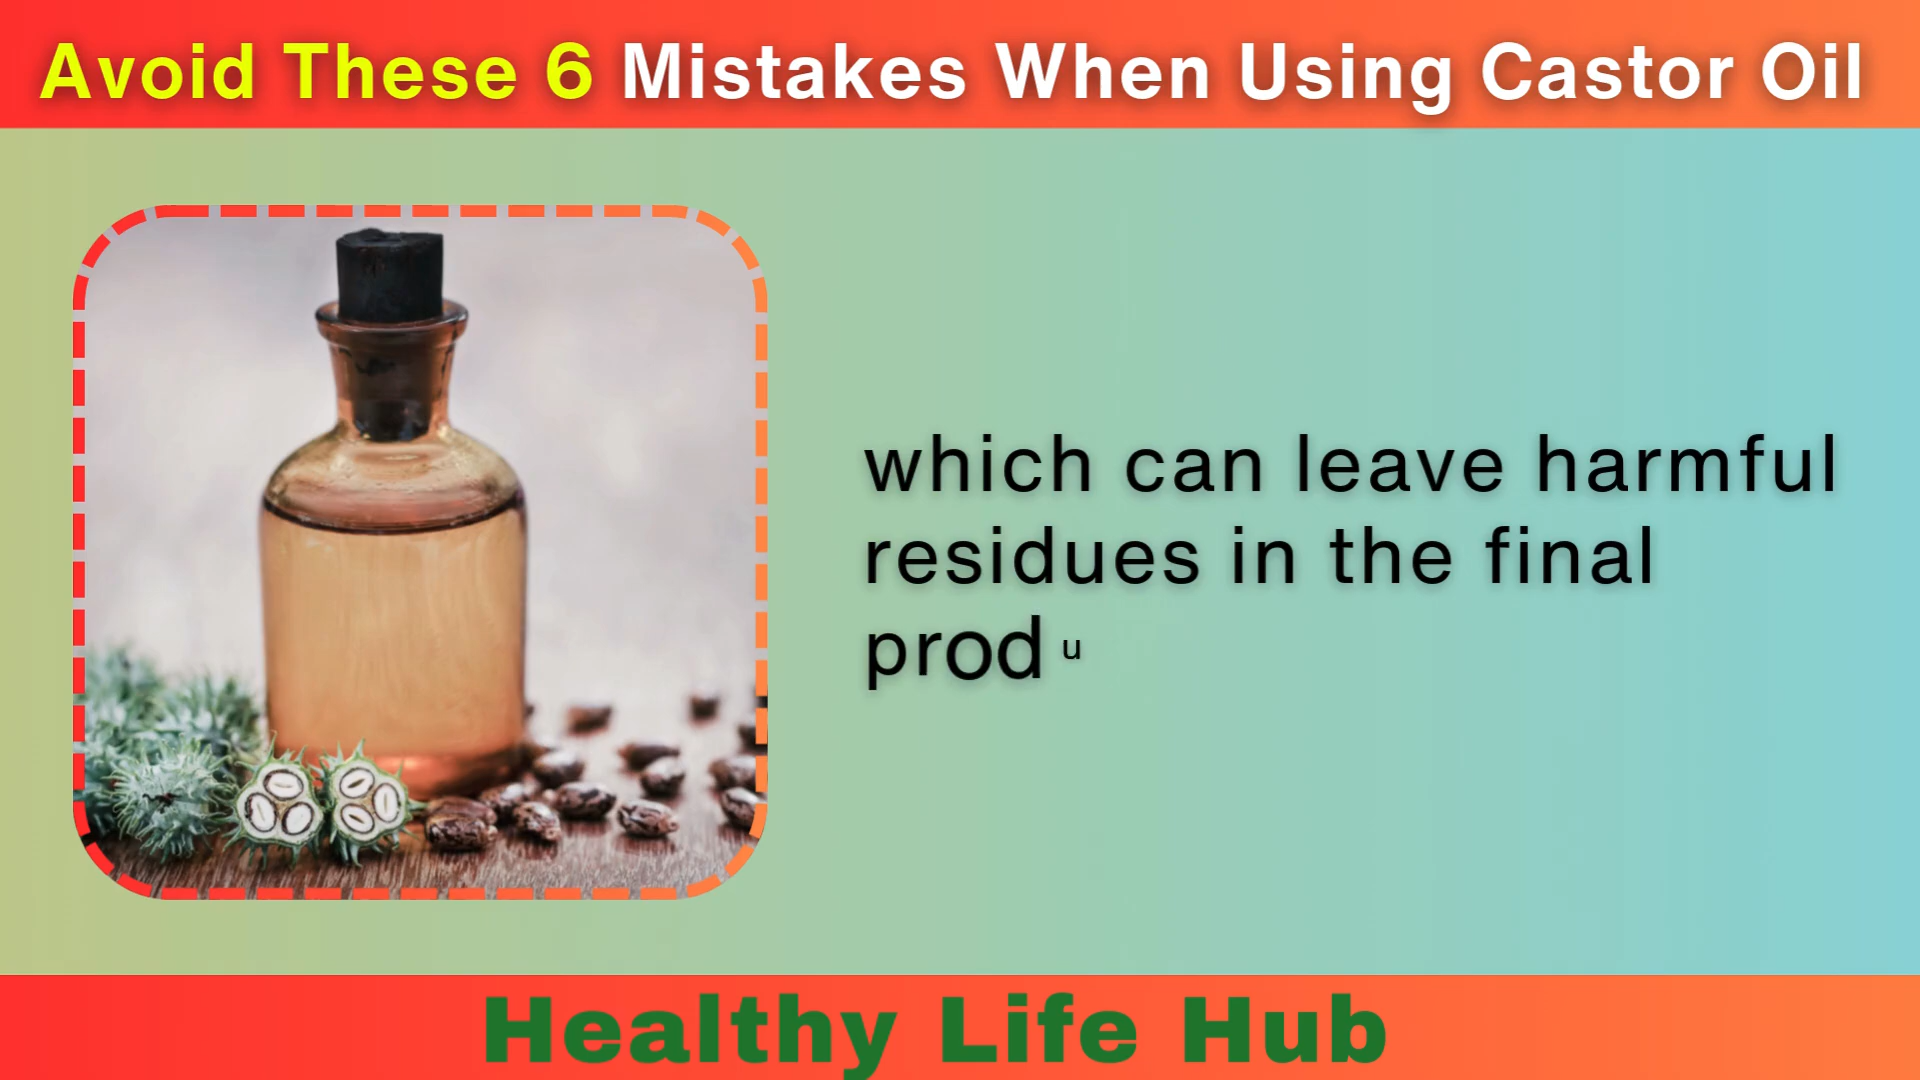 Avoid These 6 Mistakes When Using Castor Oil
which can leave harmful
residues in the final
produ
Healthy Life Hub